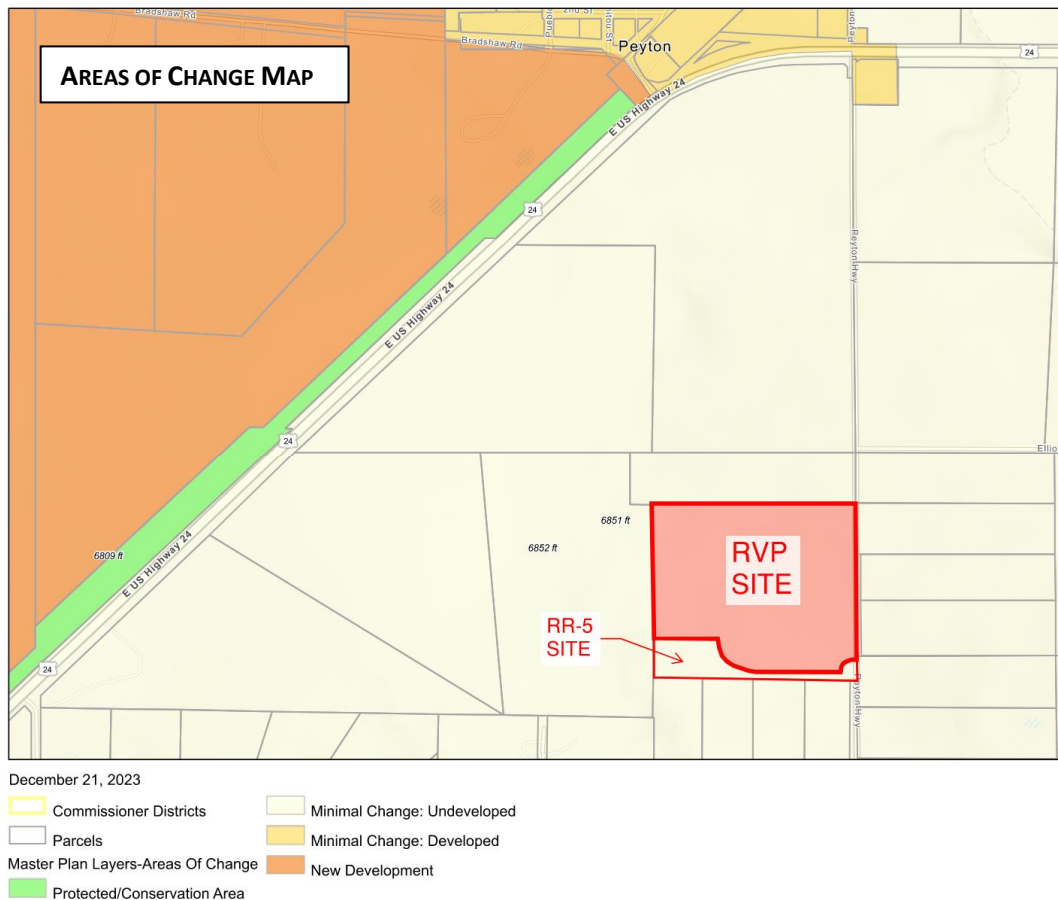 Bradshaw Rd
2nd St
Bradshaw Rd
Peyton
24
AREAS OF CHANGE MAP
E US Highway 24
24
Peyton Hwy
E US Highway 24
24
Ellio
6851 ft
6852 ft
6809 ft
RVP
SITE
E US Highway 24
RR-5
SITE
24
Peyton Hwy
December 21, 2023
Commissioner Districts
Minimal Change: Undeveloped
Parcels
Minimal Change: Developed
Master Plan Layers-Areas Of Change
New Development
Protected/Conservation Area